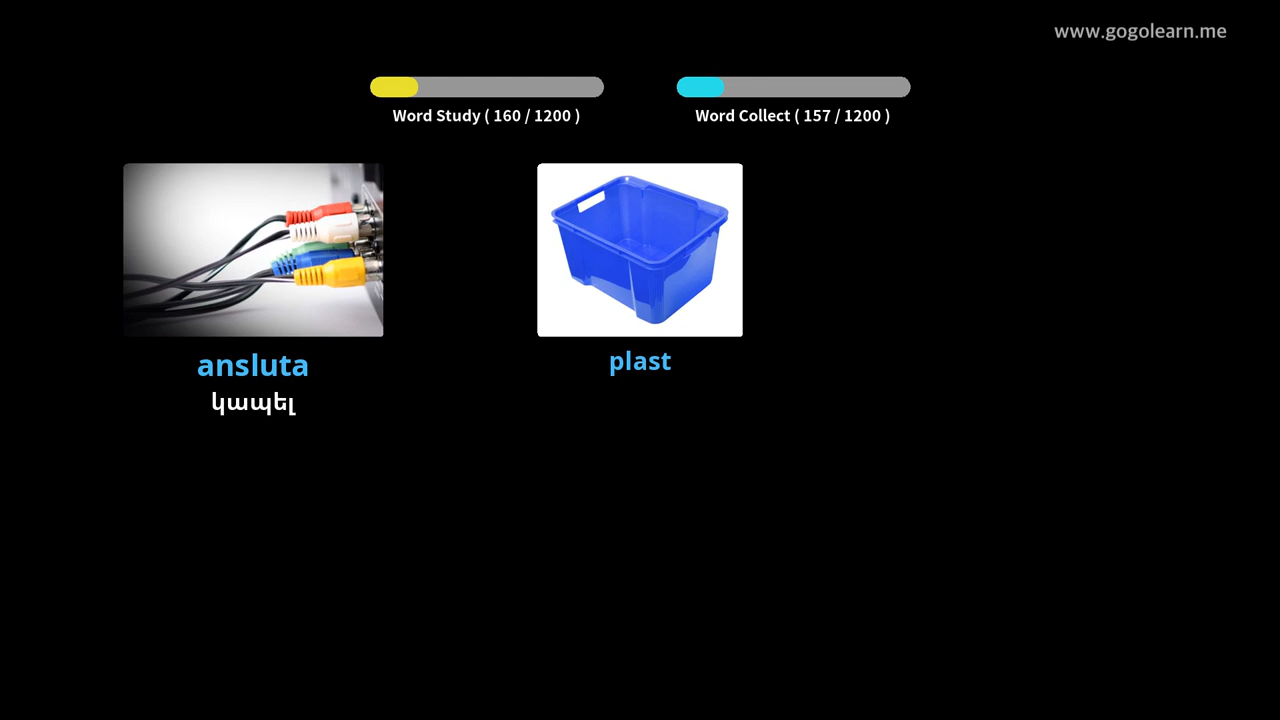 www.gogolearn.me
Word Study ( 160 / 1200 )
Word Collect ( 157 / 1200 )
ansluta
կապել
plast